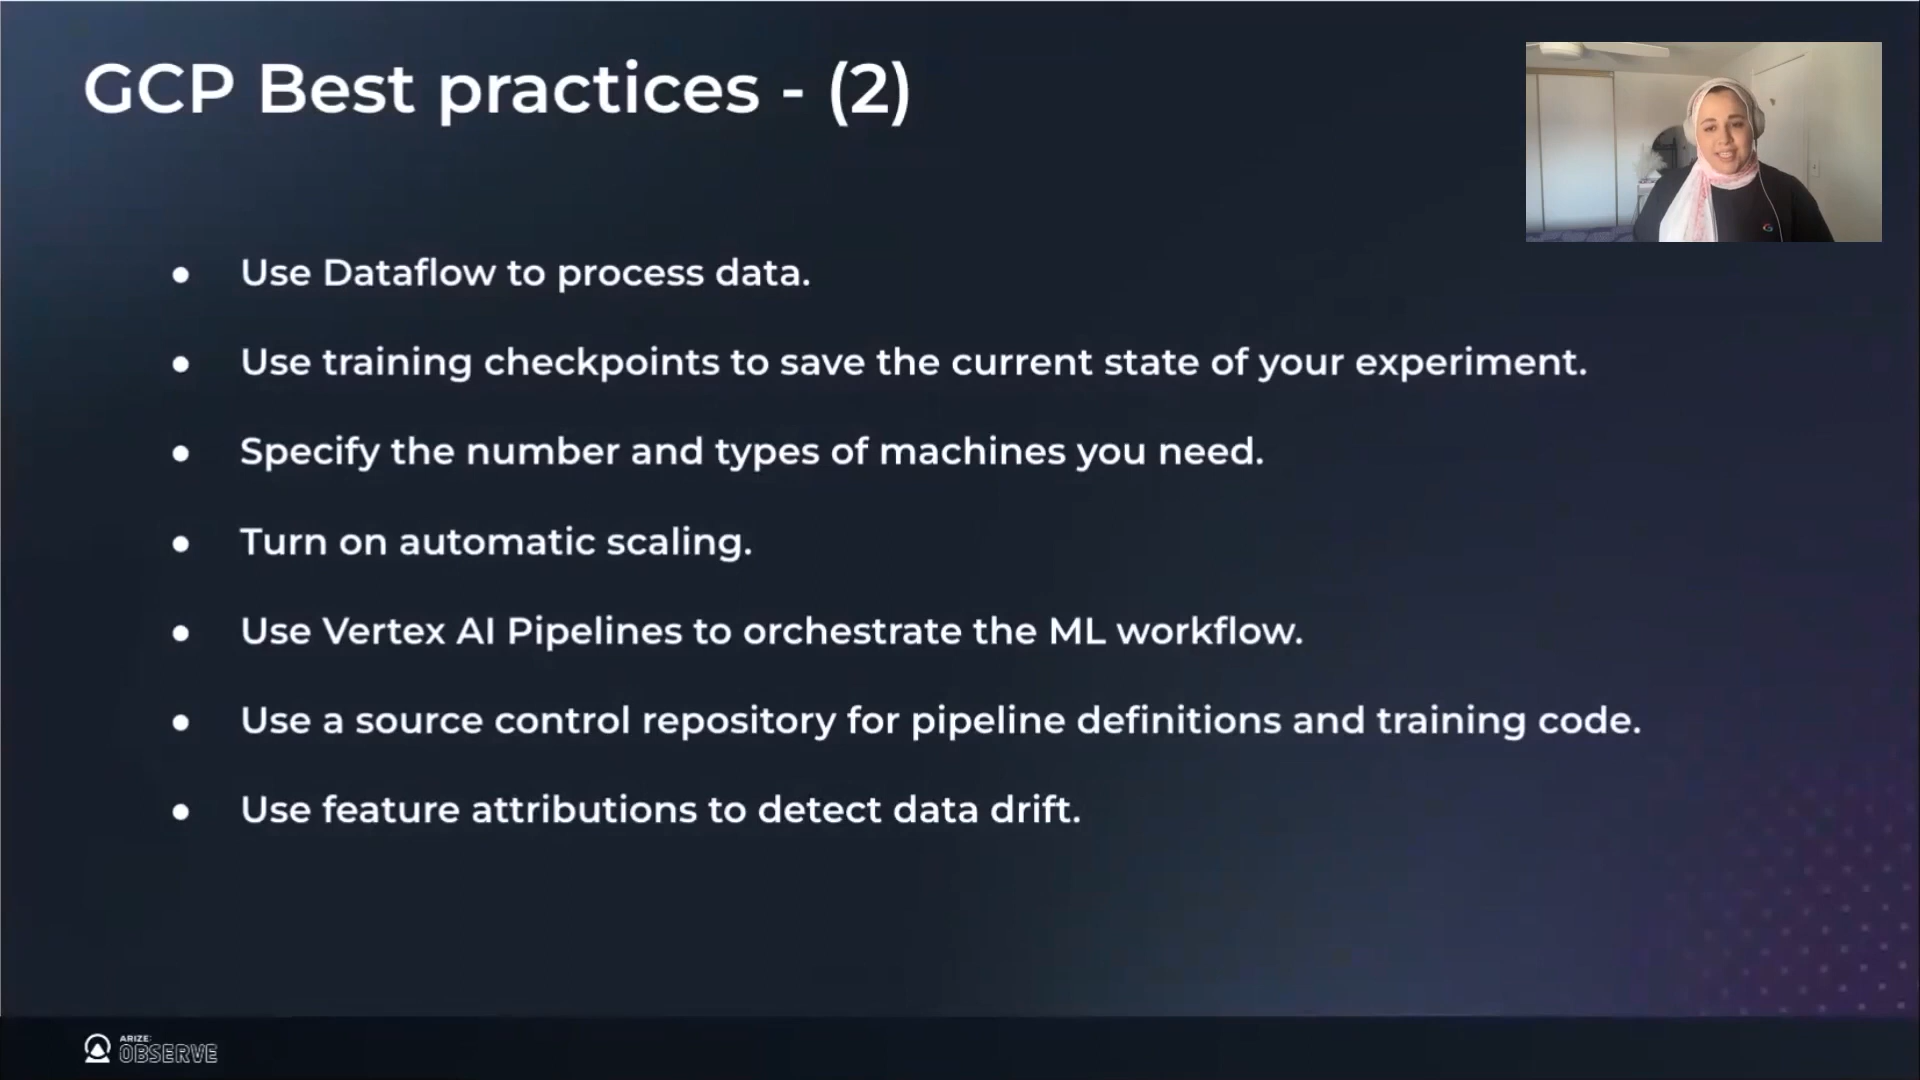 GCP Best practices - (2)
● Use Dataflow to process data.
● Use training checkpoints to save the current state of your experiment.
● Specify the number and types of machines you need.
● Turn on automatic scaling.
● Use Vertex AI Pipelines to orchestrate the ML workflow.
● Use a source control repository for pipeline definitions and training code.
● Use feature attributions to detect data drift.
ARIZE:
OBSERVE